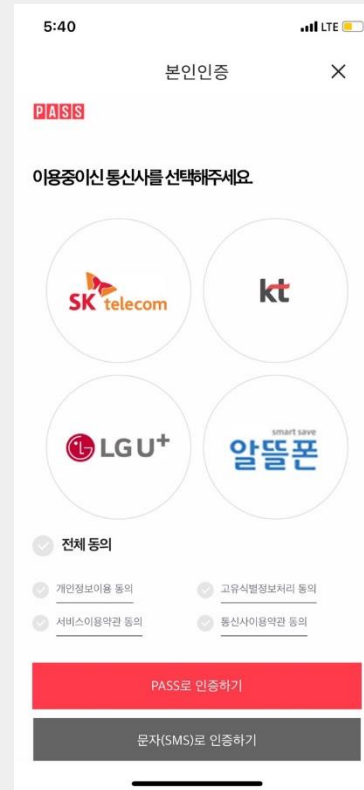 5:40 LTE
본인인증
PASS
이용중이신 통신사를 선택해주세요.
SK telecom kt
LG U+ smart save 알뜰폰
전체 동의
개인정보이용 동의 고유식별정보처리 동의
서비스이용약관 동의 통신사이용약관 동의
PASS로 인증하기
문자(SMS)로 인증하기